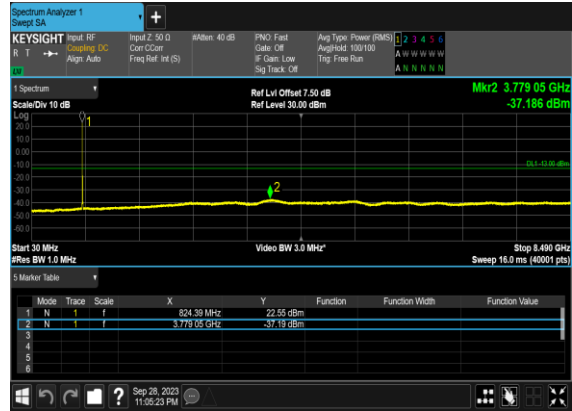 Spectrum Analyzer 1
Swept SA
+
KEYSIGHT Input: RF Input Z: 50 Ω #Atten: 40 dB PNO: Fast Avg Type: Power (RMS) 1 2 3 4 5 6
R T Coupling: DC Corr CCorr Gate: Off Avg|Hold: 100/100 A W W W W W
Align: Auto Freq Ref: Int (S) IF Gain: Low Trig: Free Run
Sig Track: Off A N N N N N
1 Spectrum
Ref Lvl Offset 7.50 dB Mkr2 3.779 05 GHz
Scale/Div 10 dB Ref Level 30.00 dBm -37.186 dBm
Log
1
20.0
10.0
0.00
-10.0
DL1 -13.00 dBm
-20.0
-30.0
2
-40.0
-50.0
-60.0
Start 30 MHz Video BW 3.0 MHz* Stop 8.490 GHz
#Res BW 1.0 MHz Sweep 16.0 ms (40001 pts)
5 Marker Table
Mode Trace Scale X Y Function Function Width Function Value
1 N 1 f 824.39 MHz 22.55 dBm
2 N 1 f 3.779 05 GHz -37.19 dBm
3
4
5
6
? Sep 28, 2023
11:05:23 PM